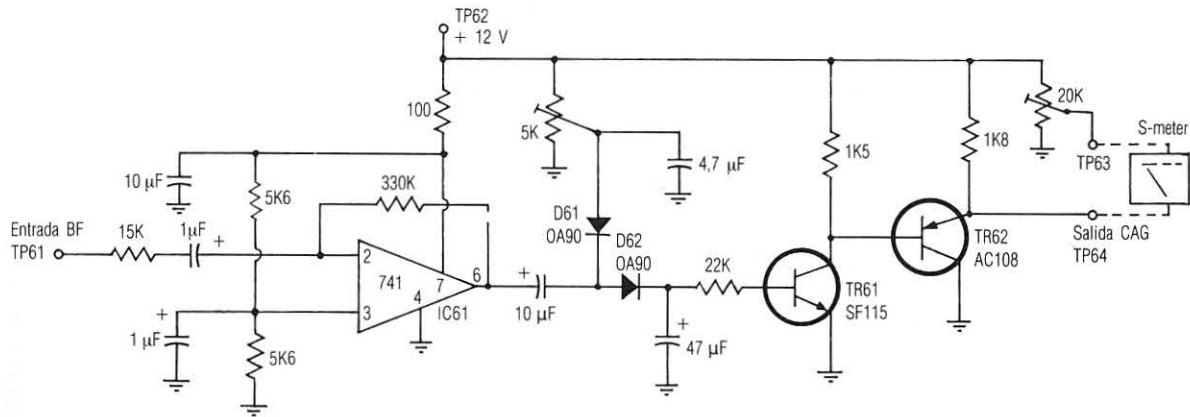 TP62
+ 12 V
100
5K
20K
S-meter
1K5
1K8
TP63
10 µF
5K6
330K
4,7 µF
Entrada BF
TP61
15K
1µF
+
D61
OA90
D62
OA90
2
741
7
6
4
3
IC61
+
10 µF
22K
TR61
SF115
TR62
AC108
Salida CAG
TP64
+
1 µF
5K6
+
47 µF